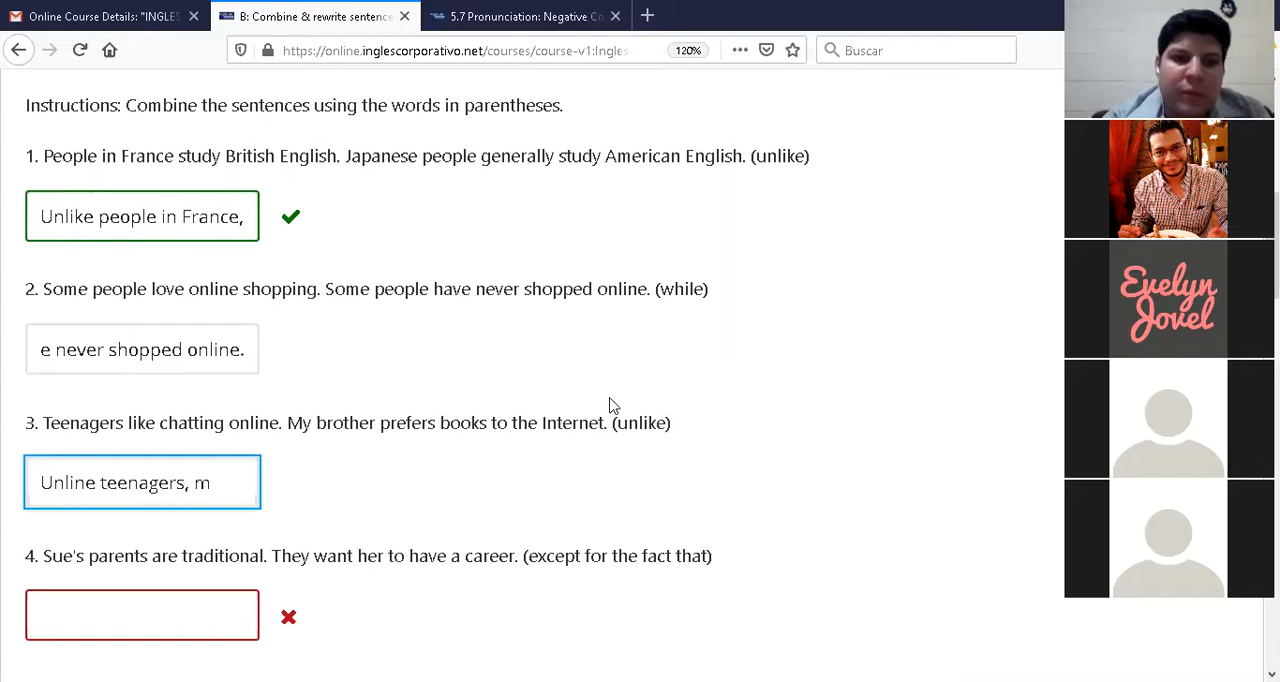 Online Course Details: "INGLES
B: Combine & rewrite sentence
5.7 Pronunciation: Negative Co
https://online.inglescorporativo.net/courses/course-v1:Ingles
120%
Buscar
Instructions: Combine the sentences using the words in parentheses.
1. People in France study British English. Japanese people generally study American English. (unlike)
Unlike people in France,
2. Some people love online shopping. Some people have never shopped online. (while)
e never shopped online.
3. Teenagers like chatting online. My brother prefers books to the Internet. (unlike)
Unline teenagers, m
4. Sue's parents are traditional. They want her to have a career. (except for the fact that)
Evelyn
Jovel